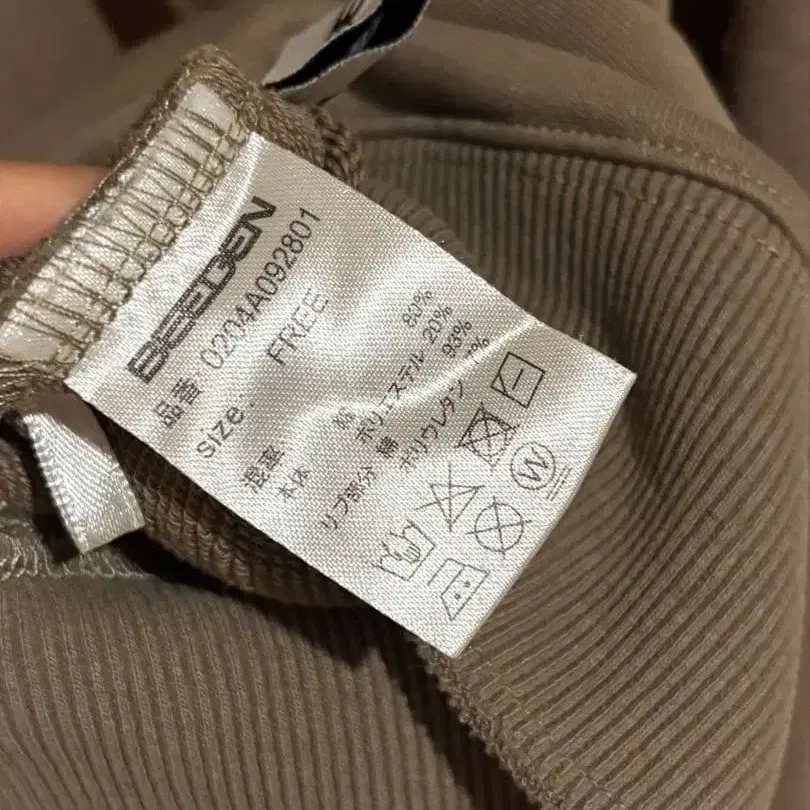 BEEDEN
品番: 0204A092801
size: FREE
混率:
本体 綿 80%
ポリエステル 20%
リブ部分 綿 93%
ポリウレタン 7%
W